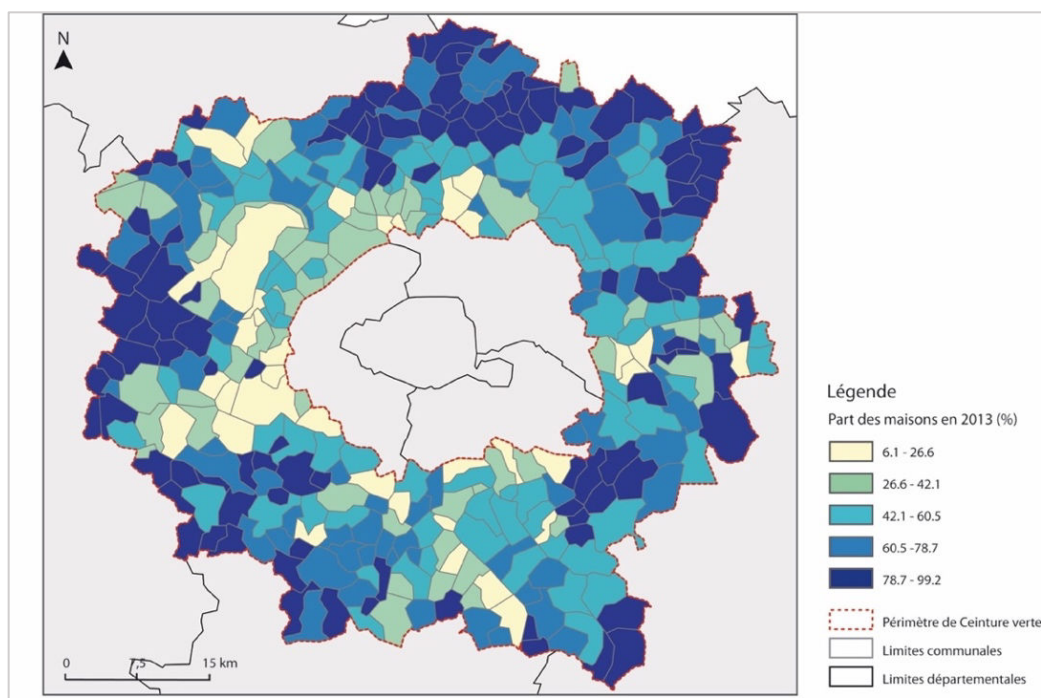 N
Légende
Part des maisons en 2013 (%)
6.1 - 26.6
26.6 - 42.1
42.1 - 60.5
60.5 - 78.7
78.7 - 99.2
Périmètre de Ceinture verte
Limites communales
Limites départementales
0 7,5 15 km